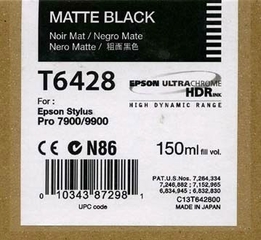 MATTE BLACK
Noir Mat / Negro Mate
Nero Matte / 粗面黑色
T6428
EPSON ULTRACHROME
HDR INK
HIGH DYNAMIC RANGE
For :
Epson Stylus
Pro 7900/9900
CE N86
150ml fill vol.
PAT.U.S.NOS. 7,264,334
7,246,882 ; 7,152,965
6,834,945 ; 6,832,830
0 10343 87298 1
UPC code
C13T642800
MADE IN JAPAN